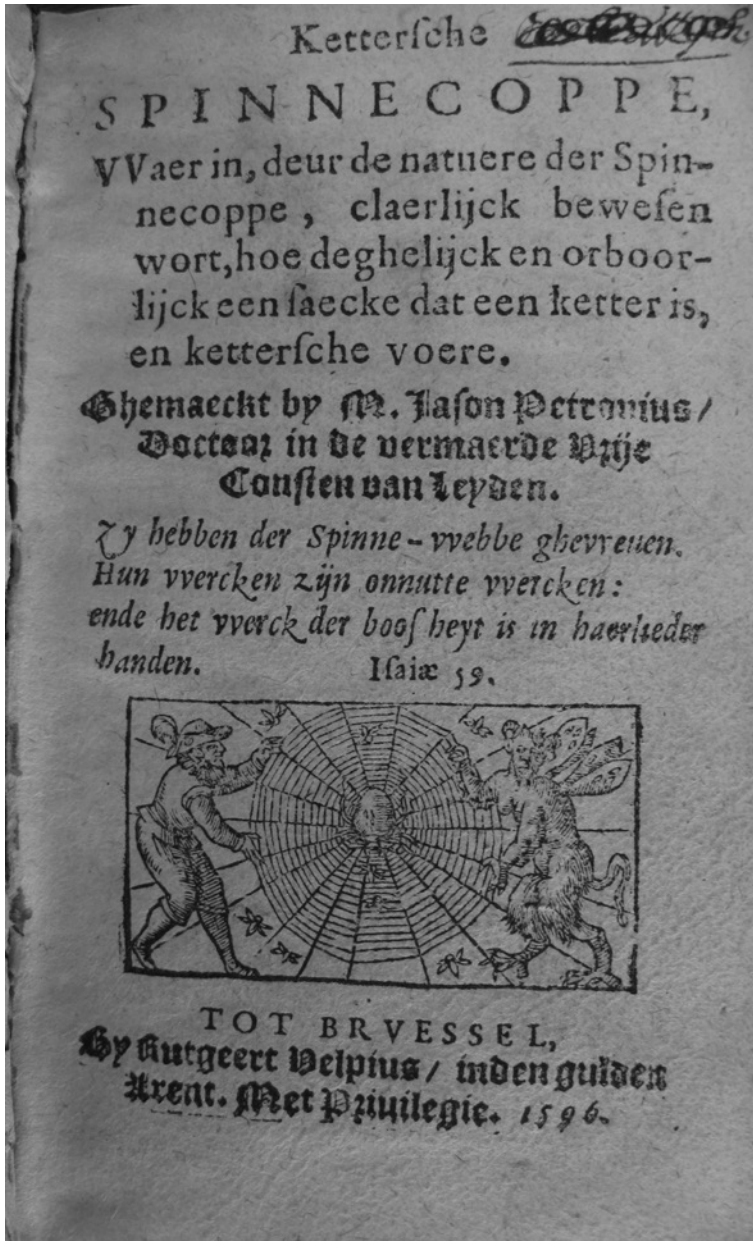 Ketterſche
SPINNECOPPE,
VVaer in, deur de natuere der Spin-
necoppe, claerlijck beweſen
wort, hoe deghelijck en orboor-
lijck een ſaecke dat een ketter is,
en ketterſche voere.
Ghemaeckt by M. Jaſon Petronius/
Doctoor in de vermaerde Vrije
Conſten van Leyden.
Zy hebben der Spinne-vvebbe ghevreuen.
Hun vvercken zijn onnutte vvercken:
ende het vverck der booſheyt is in haerlieder
handen. Iſaiæ 59.
TOT BRVESSEL,
By Rutgeert Velpius/ inden gulden
Arent. Met Priuilegie. 1596.